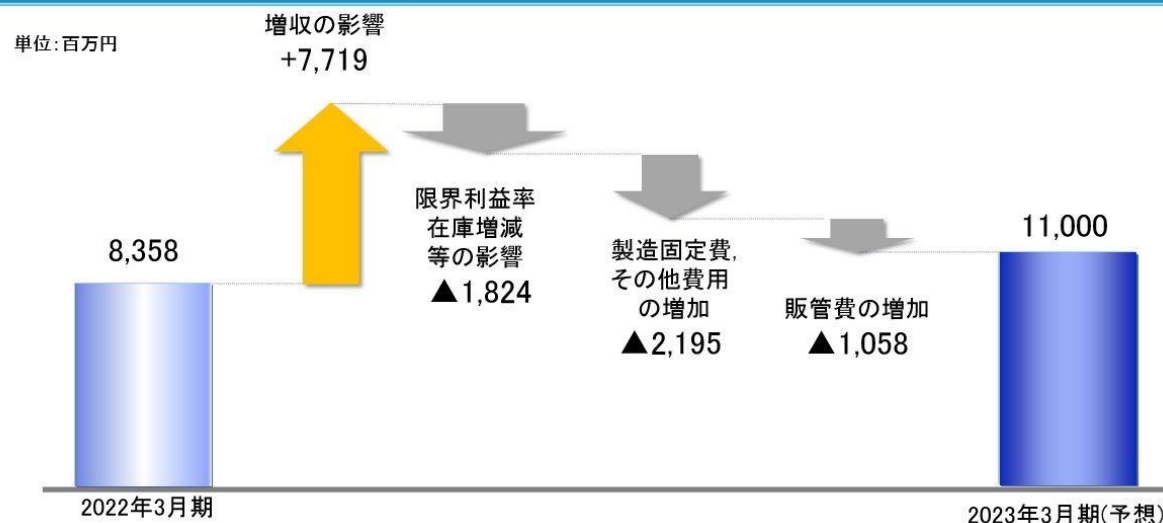 単位:百万円
増収の影響
+7,719
8,358
限界利益率
在庫増減
等の影響
▲1,824
製造固定費,
その他費用
の増加
▲2,195
販管費の増加
▲1,058
11,000
2022年3月期
2023年3月期(予想)